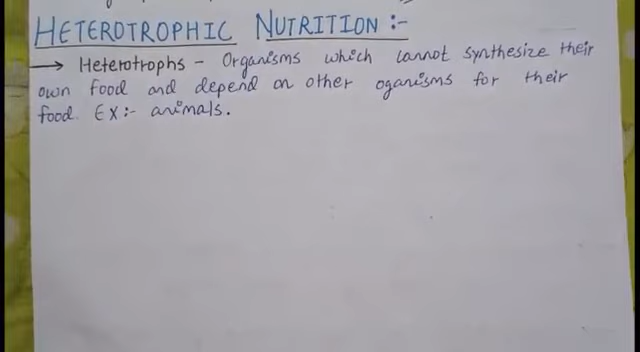 HETEROTROPHIC NUTRITION :-
→ Heterotrophs - Organisms which cannot synthesize their
own food and depend on other oganisms for their
food. EX:- animals.